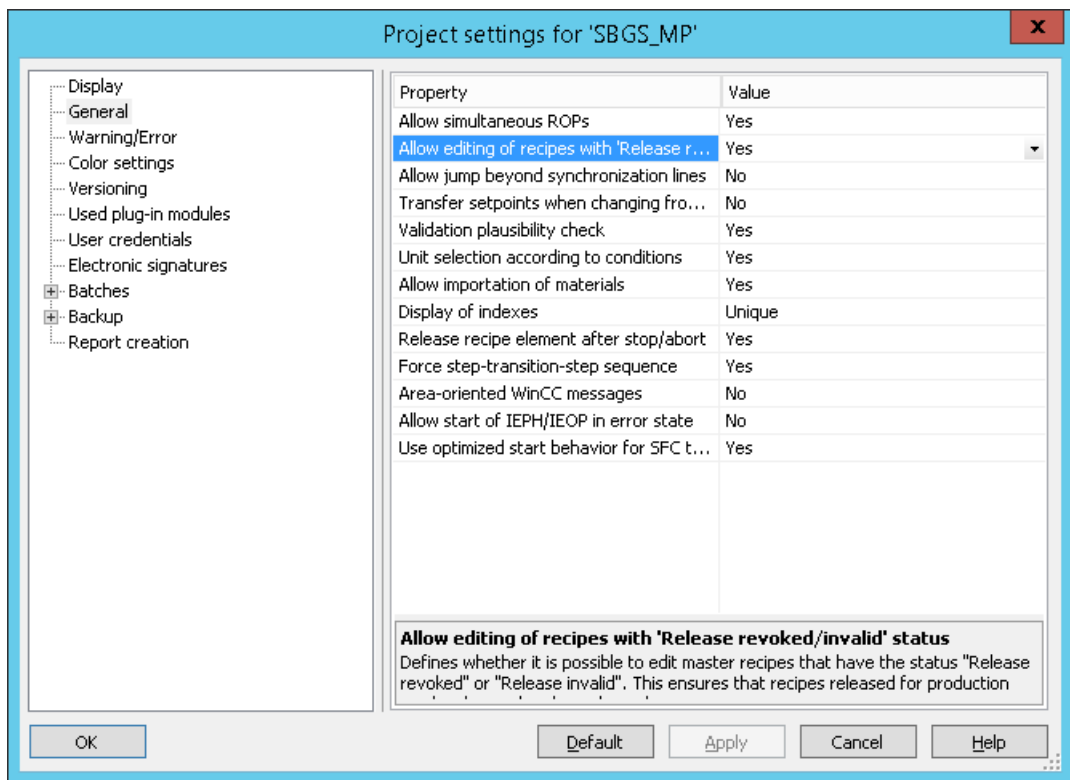 Project settings for 'SBGS_MP'
x
Display
General
Warning/Error
Color settings
Versioning
Used plug-in modules
User credentials
Electronic signatures
Batches
Backup
Report creation
Property Value
Allow simultaneous ROPs Yes
Allow editing of recipes with 'Release r... Yes
Allow jump beyond synchronization lines No
Transfer setpoints when changing fro... No
Validation plausibility check Yes
Unit selection according to conditions Yes
Allow importation of materials Yes
Display of indexes Unique
Release recipe element after stop/abort Yes
Force step-transition-step sequence Yes
Area-oriented WinCC messages No
Allow start of IEPH/IEOP in error state No
Use optimized start behavior for SFC t... Yes
Allow editing of recipes with 'Release revoked/invalid' status
Defines whether it is possible to edit master recipes that have the status "Release
revoked" or "Release invalid". This ensures that recipes released for production
OK Default Apply Cancel Help